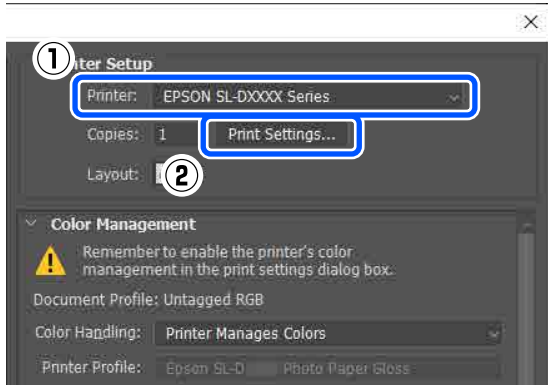 ①
nter Setup
Printer: EPSON SL-DXXXX Series
Copies: 1 Print Settings...
Layout:
②
Color Management
Remember to enable the printer's color
management in the print settings dialog box.
Document Profile: Untagged RGB
Color Handling: Printer Manages Colors
Printer Profile: Epson SL-D Photo Paper Gloss